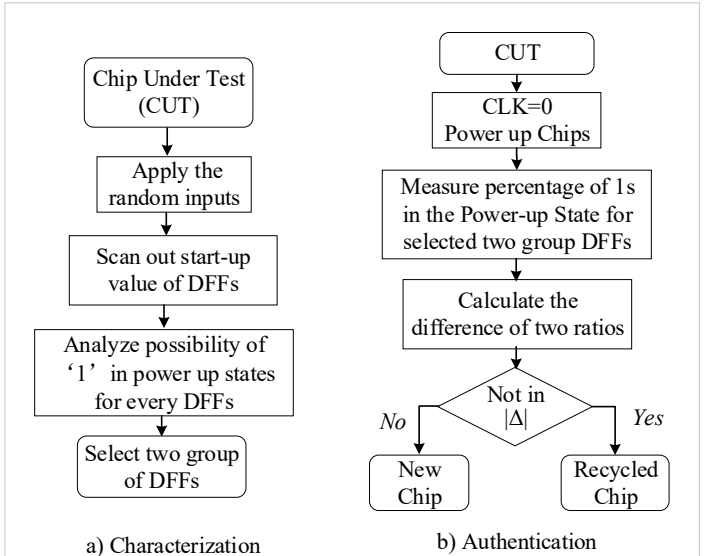 Chip Under Test
(CUT)
Apply the
random inputs
Scan out start-up
value of DFFs
Analyze possibility of
‘1’ in power up states
for every DFFs
Select two group
of DFFs
a) Characterization
CUT
CLK=0
Power up Chips
Measure percentage of 1s
in the Power-up State for
selected two group DFFs
Calculate the
difference of two ratios
Not in
|Δ|
No
Yes
New
Chip
Recycled
Chip
b) Authentication